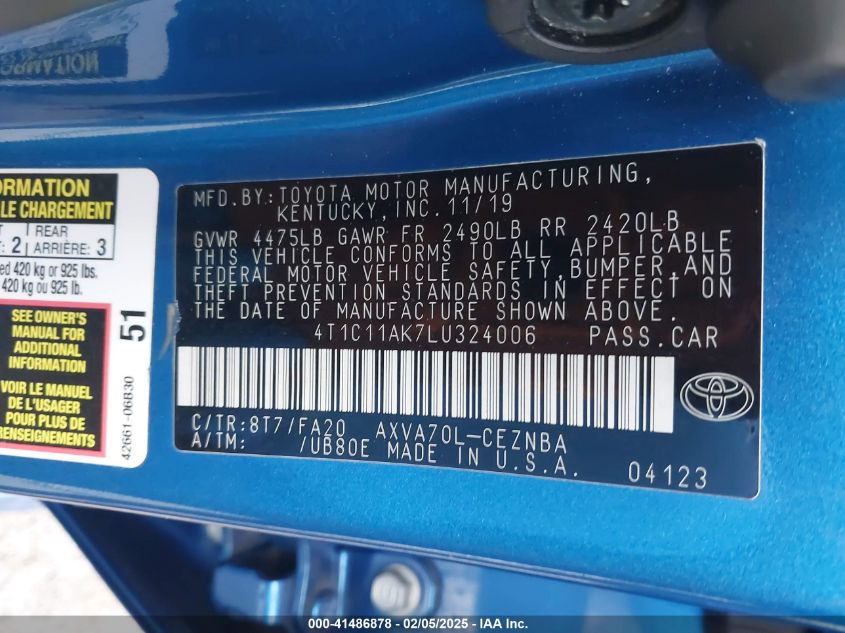 ORMATION
ORMATION
LE CHARGEMENT
REAR
2 ARRIÈRE 3
ed 420 kg or 925 lbs.
420 kg ou 925 lb.
SEE OWNER'S
MANUAL FOR
ADDITIONAL
INFORMATION
VOIR LE MANUEL
DE L'USAGER
POUR PLUS DE
RENSEIGNEMENTS
51
42661-06B30
MFD.BY:TOYOTA MOTOR MANUFACTURING,
KENTUCKY,INC.11/19
GVWR 4475LB GAWR FR 2490LB RR 2420LB
THIS VEHICLE CONFORMS TO ALL APPLICABLE
FEDERAL MOTOR VEHICLE SAFETY,BUMPER,AND
THEFT PREVENTION STANDARDS IN EFFECT ON
THE DATE OF MANUFACTURE SHOWN ABOVE.
4T1C11AK7LU324006 PASS.CAR
C/TR:8T7/FA20 AXVA70L-CEZNBA
A/TM: /UB80E MADE IN U.S.A.
04123
000-41486878 - 02/05/2025 - IAAI.com